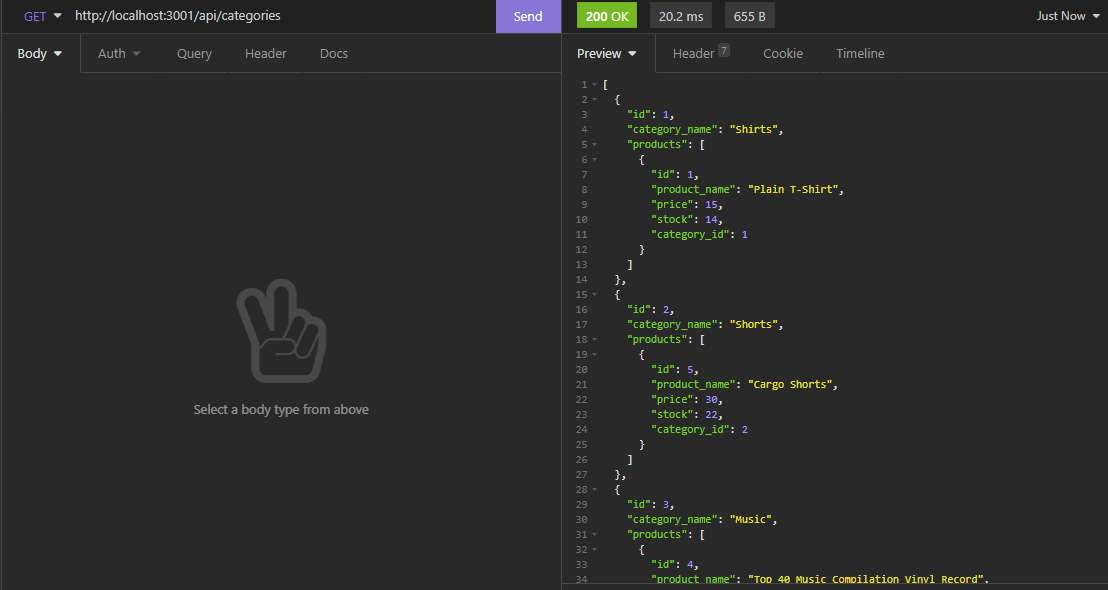 GET http://localhost:3001/api/categories Send 200 OK 20.2 ms 655 B Just Now
Body Auth Query Header Docs Preview Header 7 Cookie Timeline
Select a body type from above
1 [
2 {
3 "id": 1,
4 "category_name": "Shirts",
5 "products": [
6 {
7 "id": 1,
8 "product_name": "Plain T-Shirt",
9 "price": 15,
10 "stock": 14,
11 "category_id": 1
12 }
13 ]
14 },
15 {
16 "id": 2,
17 "category_name": "Shorts",
18 "products": [
19 {
20 "id": 5,
21 "product_name": "Cargo Shorts",
22 "price": 30,
23 "stock": 22,
24 "category_id": 2
25 }
26 ]
27 },
28 {
29 "id": 3,
30 "category_name": "Music",
31 "products": [
32 {
33 "id": 4,
34 "product_name": "Top 40 Music Compilation Vinyl Record",